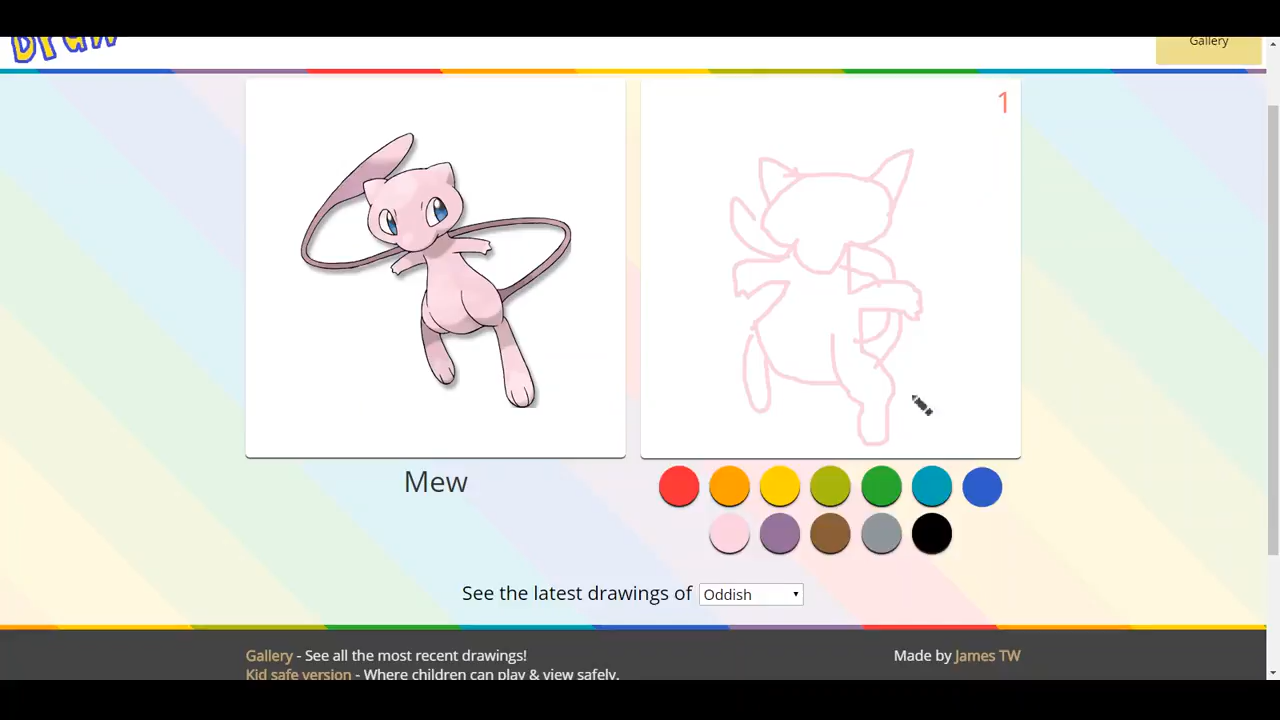 Draw
Gallery
1
Mew
See the latest drawings of Oddish
Gallery - See all the most recent drawings!
Made by James TW
Kid safe version - Where children can play & view safely.